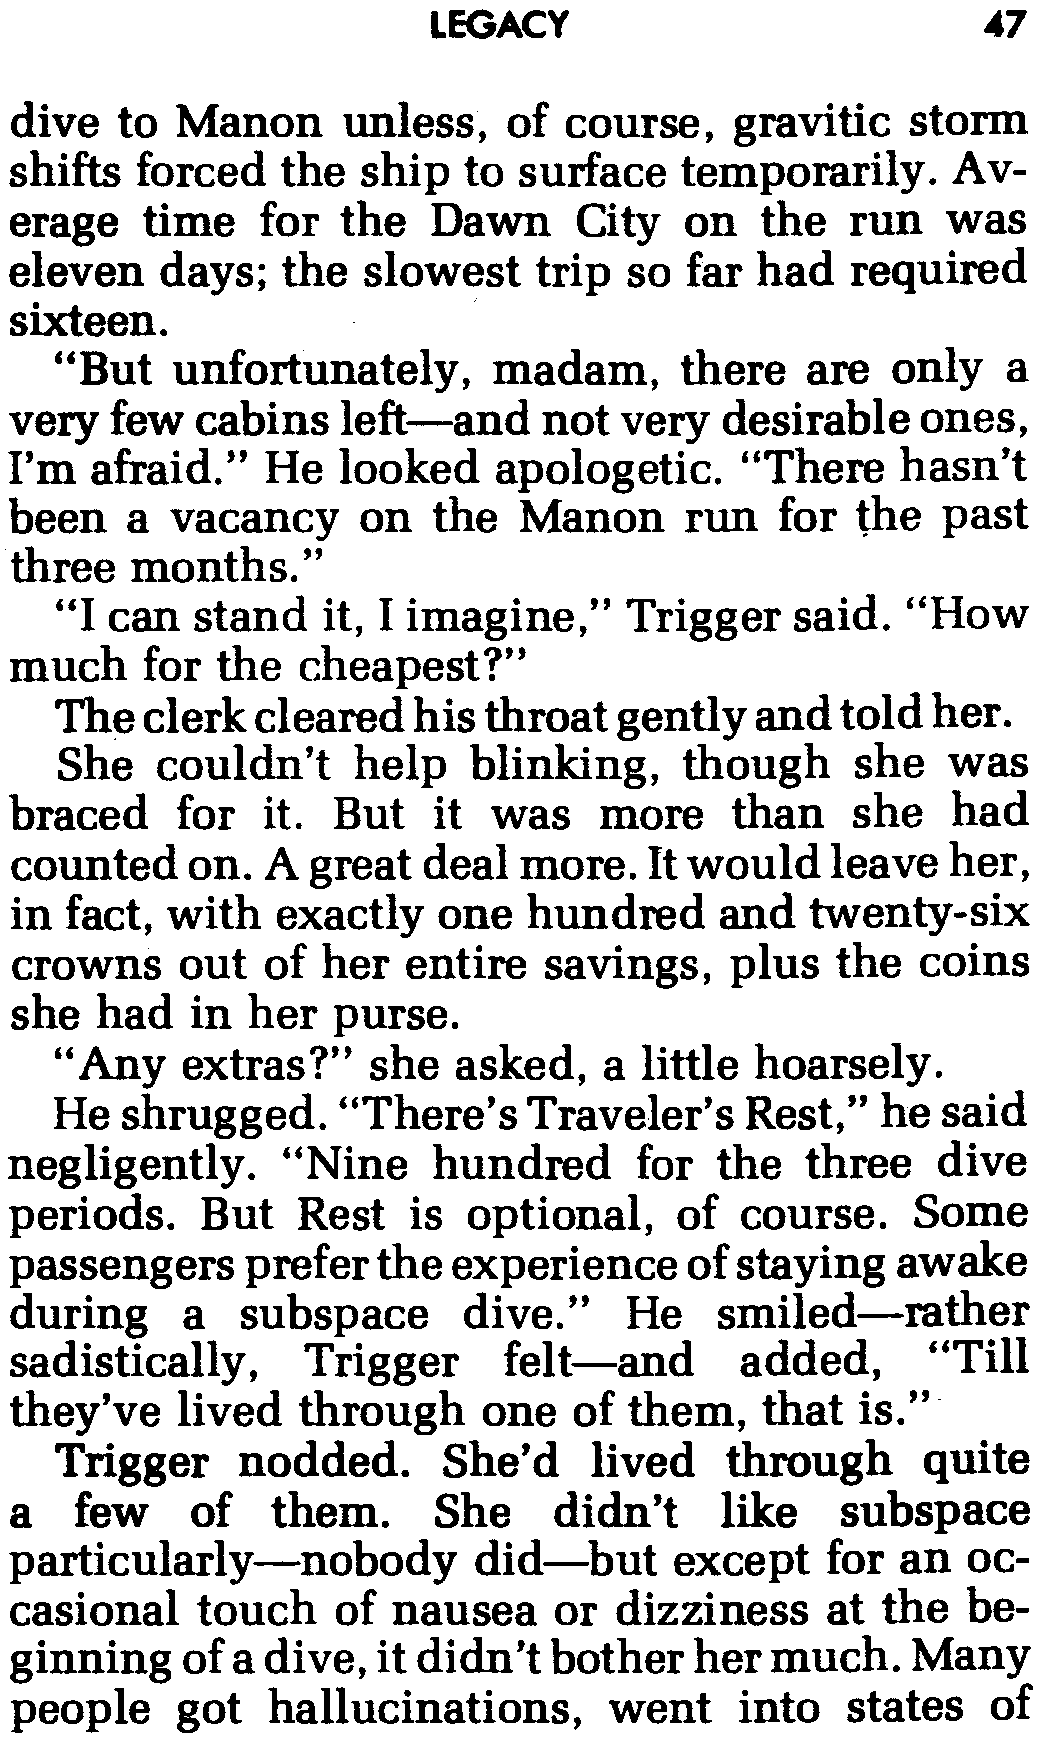 LEGACY 47
dive to Manon unless, of course, gravitic storm
shifts forced the ship to surface temporarily. Av-
erage time for the Dawn City on the run was
eleven days; the slowest trip so far had required
sixteen.
"But unfortunately, madam, there are only a
very few cabins left—and not very desirable ones,
I'm afraid." He looked apologetic. "There hasn't
been a vacancy on the Manon run for the past
three months."
"I can stand it, I imagine," Trigger said. "How
much for the cheapest?"
The clerk cleared his throat gently and told her.
She couldn't help blinking, though she was
braced for it. But it was more than she had
counted on. A great deal more. It would leave her,
in fact, with exactly one hundred and twenty-six
crowns out of her entire savings, plus the coins
she had in her purse.
"Any extras?" she asked, a little hoarsely.
He shrugged. "There's Traveler's Rest," he said
negligently. "Nine hundred for the three dive
periods. But Rest is optional, of course. Some
passengers prefer the experience of staying awake
during a subspace dive." He smiled—rather
sadistically, Trigger felt—and added, "Till
they've lived through one of them, that is."
Trigger nodded. She'd lived through quite
a few of them. She didn't like subspace
particularly—nobody did—but except for an oc-
casional touch of nausea or dizziness at the be-
ginning of a dive, it didn't bother her much. Many
people got hallucinations, went into states of